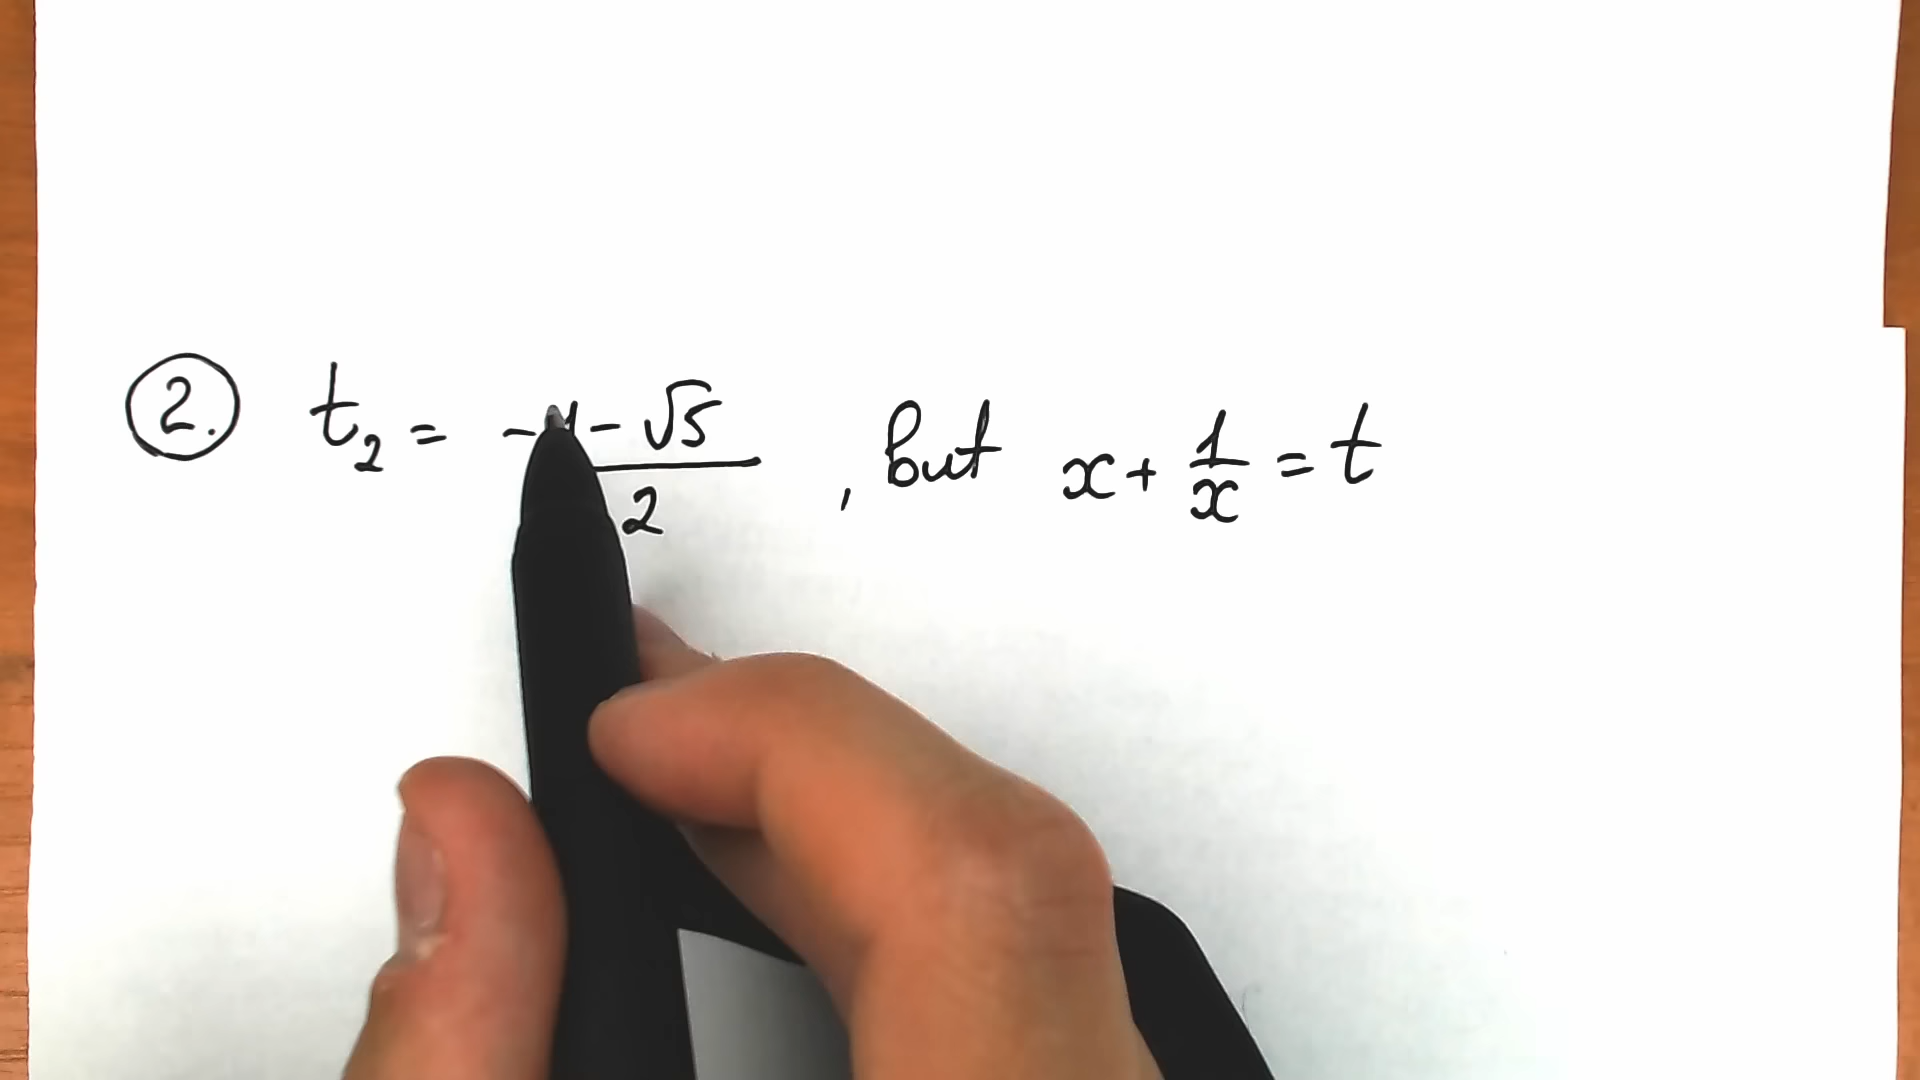 2. t₂ = (-1 - √5)/2, but x + 1/x = t